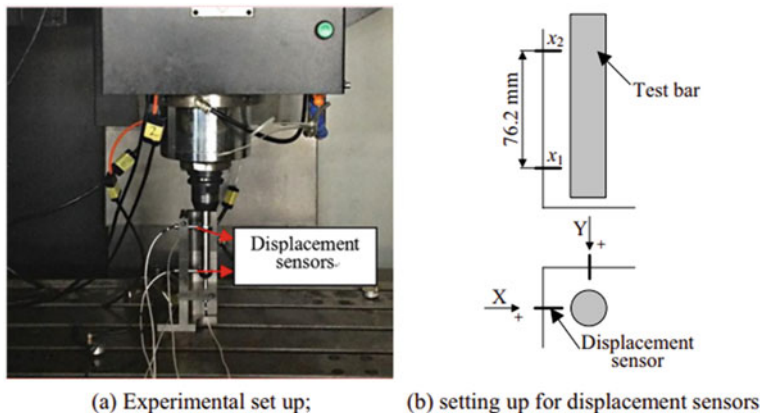 2
Displacement
sensors
(a) Experimental set up;
x2
76.2 mm
x1
Test bar
Y
+
X
+
Displacement
sensor
(b) setting up for displacement sensors